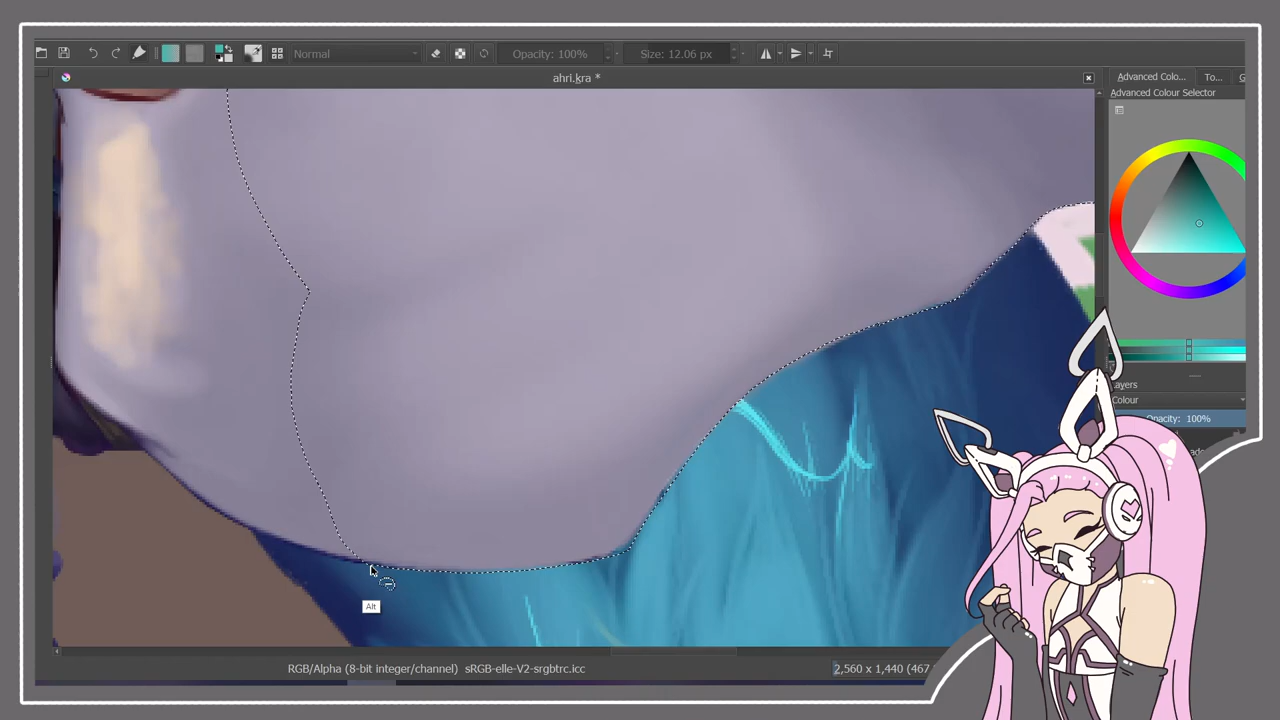 Normal
Opacity: 100%
Size: 12.06 px
ahri.kra *
Advanced Colo...
To...
Advanced Colour Selector
Colour
Opacity: 100%
Alt
RGB/Alpha (8-bit integer/channel) sRGB-elle-V2-srgbtrc.icc
2,560 x 1,440 (467